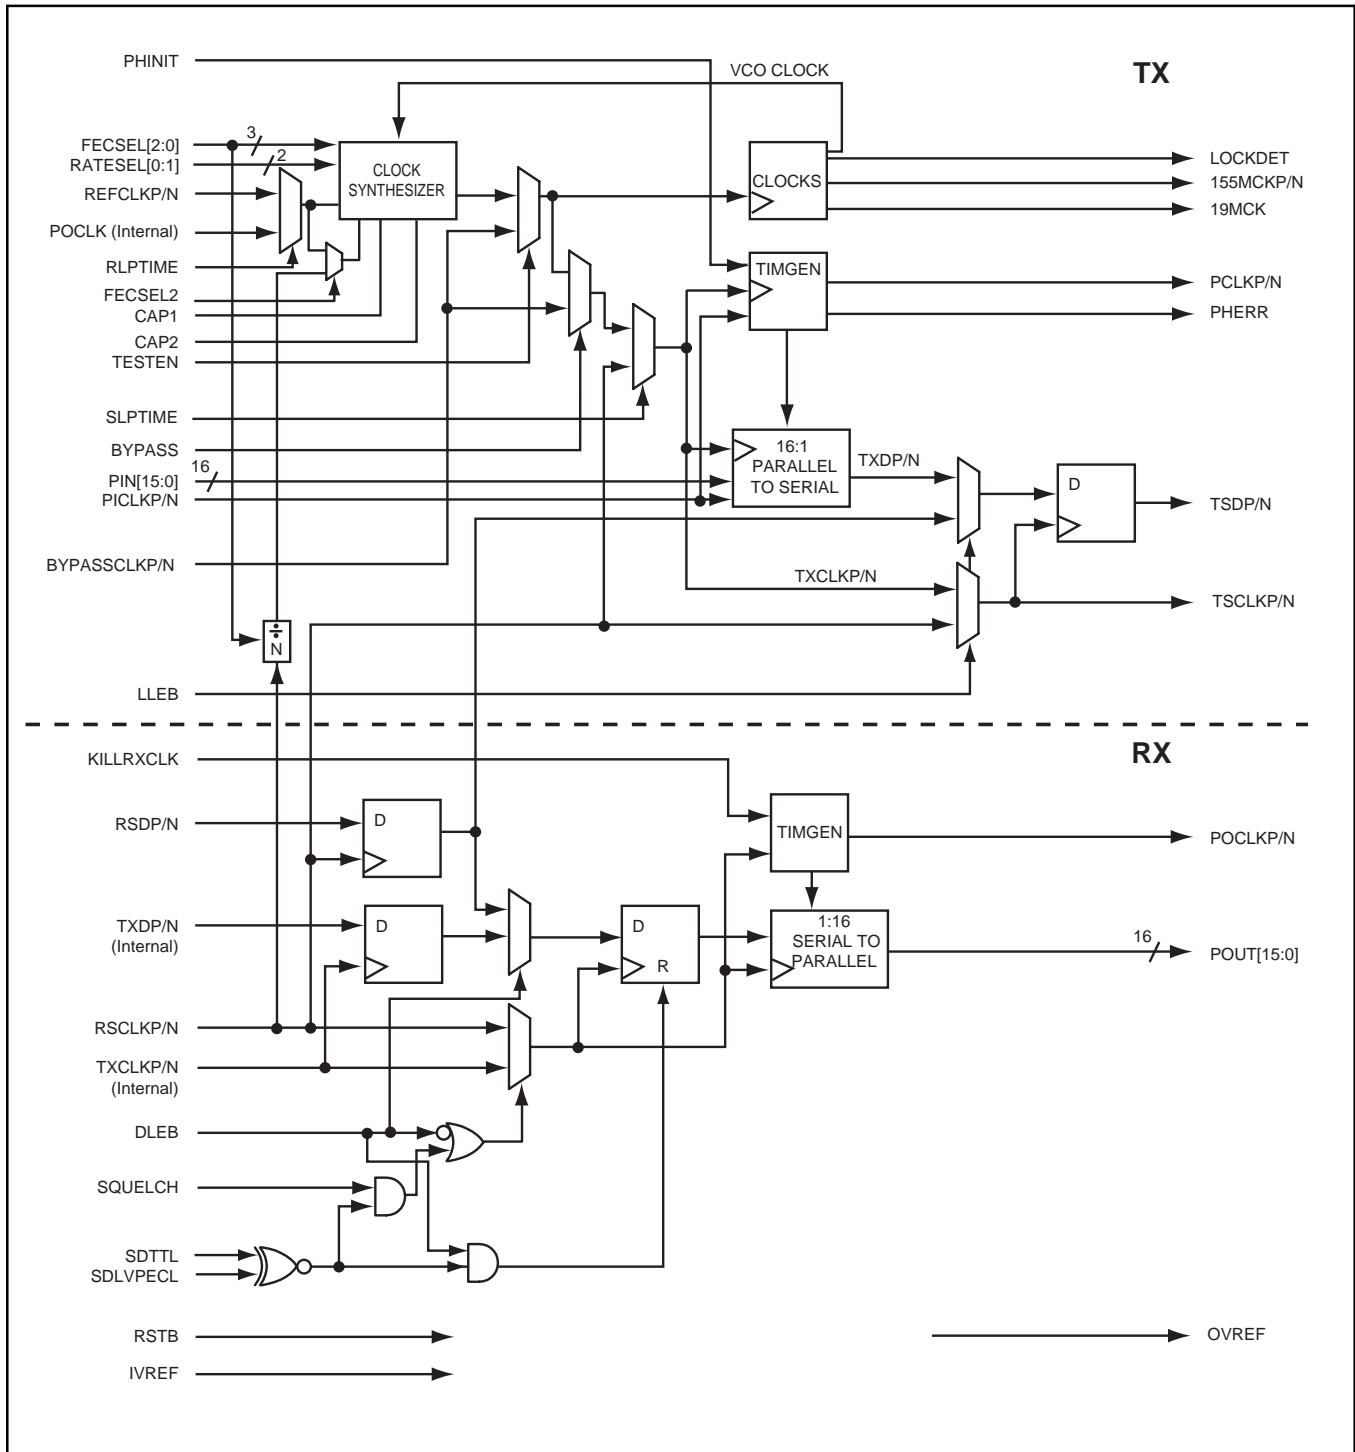 PHINIT
VCO CLOCK
TX
FECSEL[2:0]
3
RATESEL[0:1]
2
REFCLKP/N
POCLK (Internal)
RLPTIME
FECSEL2
CAP1
CAP2
TESTEN
SLPTIME
BYPASS
16
PIN[15:0]
PICLKP/N
BYPASSCLKP/N
LLEB
CLOCK
SYNTHESIZER
CLOCKS
LOCKDET
155MCKP/N
19MCK
TIMGEN
PCLKP/N
PHERR
16:1
PARALLEL
TO SERIAL
TXDP/N
D
TSDP/N
TXCLKP/N
TSCLKP/N
÷
N
RX
KILLRXCLK
RSDP/N
D
TIMGEN
POCLKP/N
TXDP/N
(Internal)
D
D
R
1:16
SERIAL TO
PARALLEL
16
POUT[15:0]
RSCLKP/N
TXCLKP/N
(Internal)
DLEB
SQUELCH
SDTTL
SDLVPECL
RSTB
IVREF
OVREF